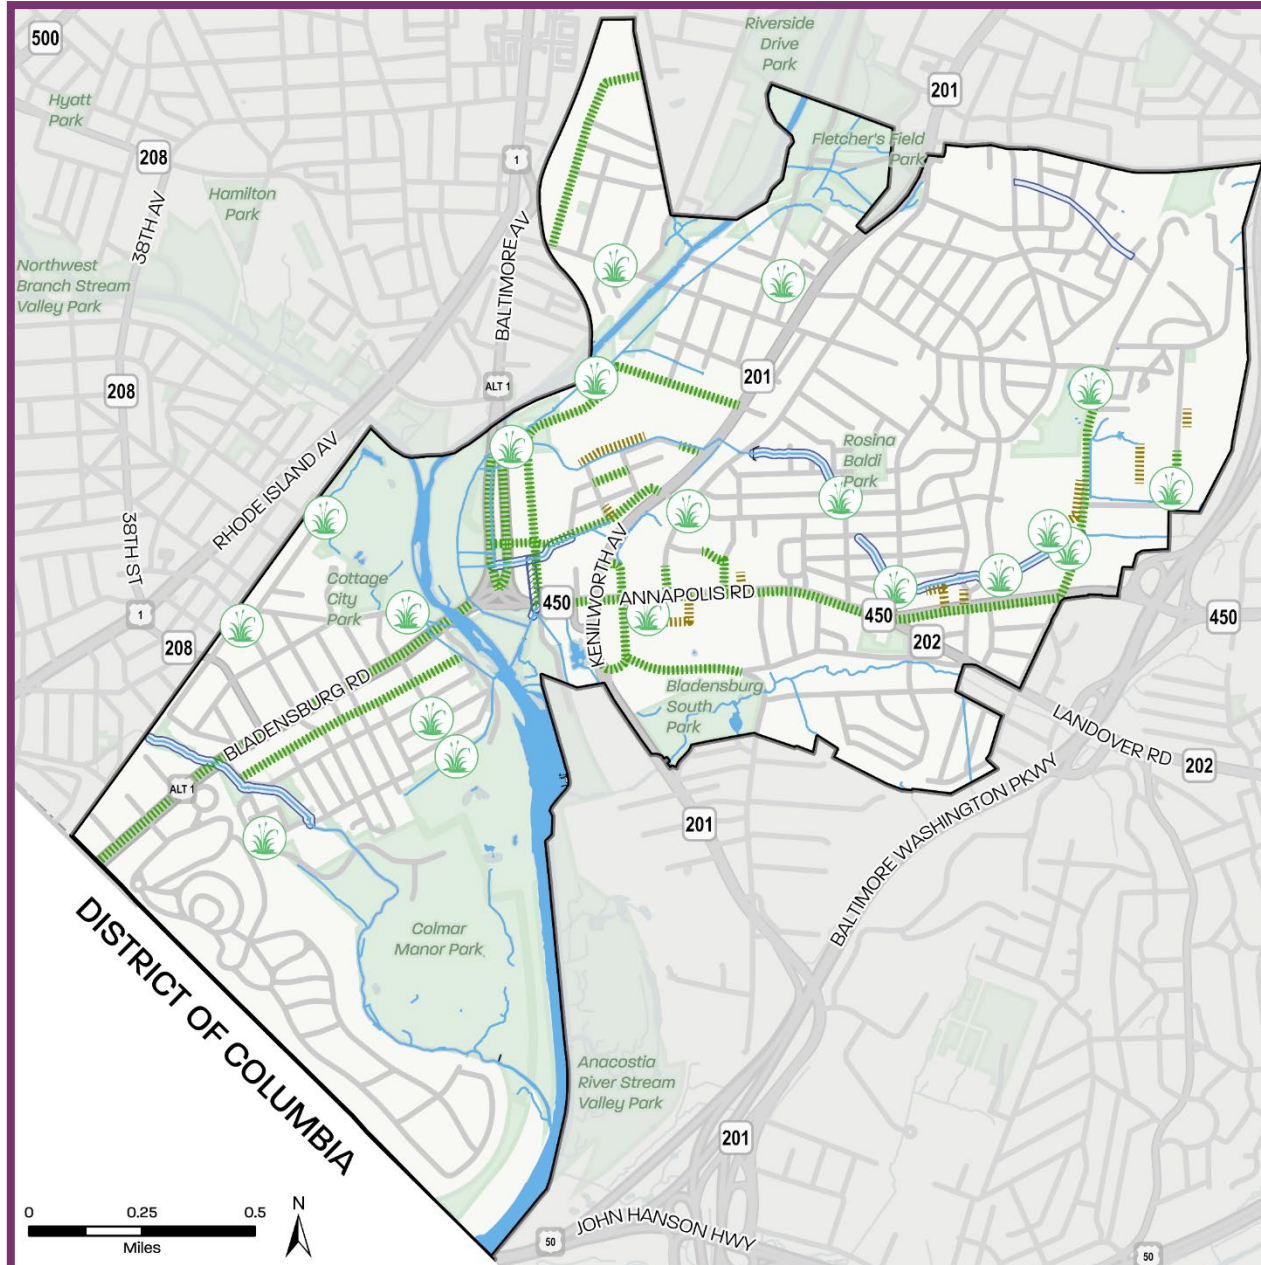 500
Riverside
Drive
Park
201
Hyatt
Park
208
1
Fletcher's Field
Park
Hamilton
Park
38TH AV
BALTIMORE AV
Northwest
Branch Stream
Valley Park
208
ALT 1
201
RHODE ISLAND AV
Rosina
Baldi
Park
38TH ST
Cottage
City
Park
KENILWORTH AV
450
ANNAPOLIS RD
450
450
1
208
202
BLADENSBURG RD
Bladensburg
South
Park
LANDOVER RD
202
ALT 1
201
BALTIMORE WASHINGTON PKWY
DISTRICT OF COLUMBIA
Colmar
Manor Park
Anacostia
River Stream
Valley Park
201
0 0.25 0.5
Miles
N
50
JOHN HANSON HWY
50